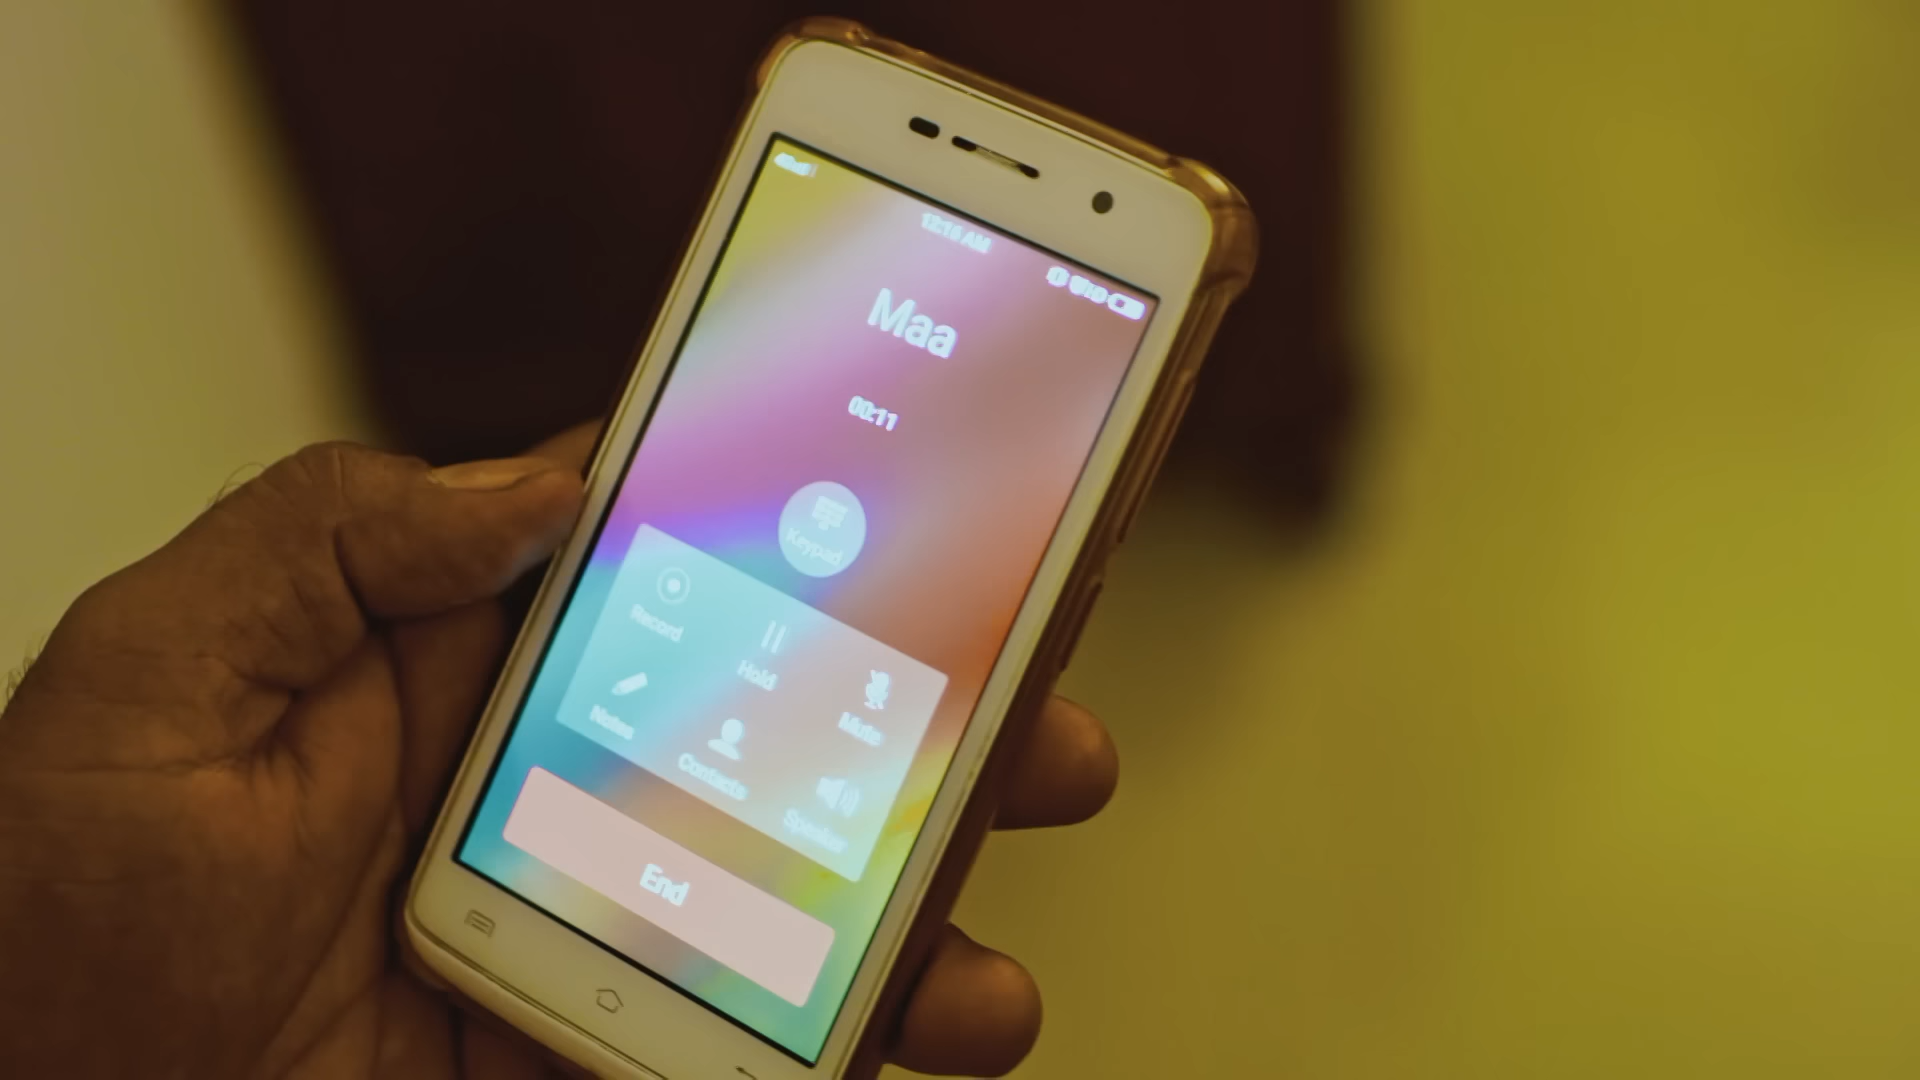 12:16 AM
Maa
00:11
Keypad
Record
Hold
Mute
Notes
Contacts
Speaker
End